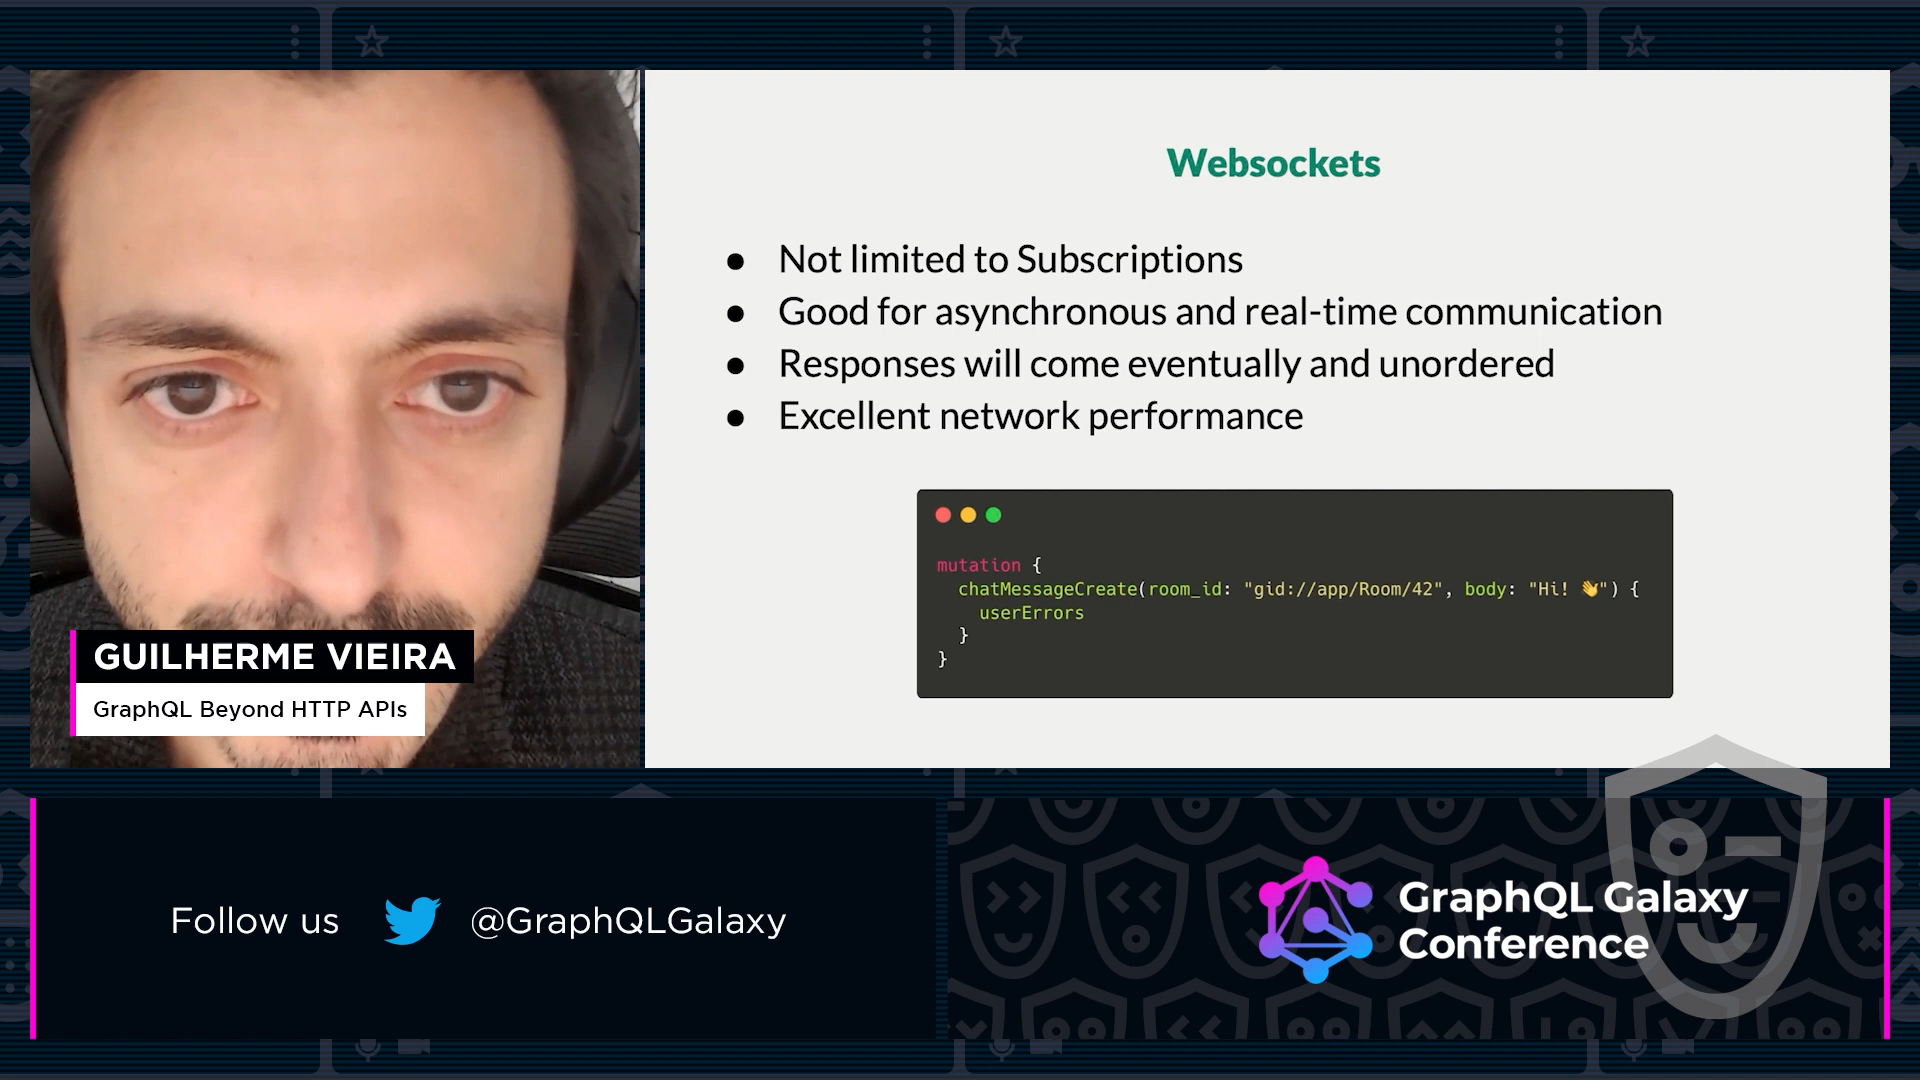 Websockets
● Not limited to Subscriptions
● Good for asynchronous and real-time communication
● Responses will come eventually and unordered
● Excellent network performance
mutation {
chatMessageCreate(room_id: "gid://app/Room/42", body: "Hi! 👋") {
userErrors
}
}
GUILHERME VIEIRA
GraphQL Beyond HTTP APIs
Follow us @GraphQLGalaxy
GraphQL Galaxy
Conference